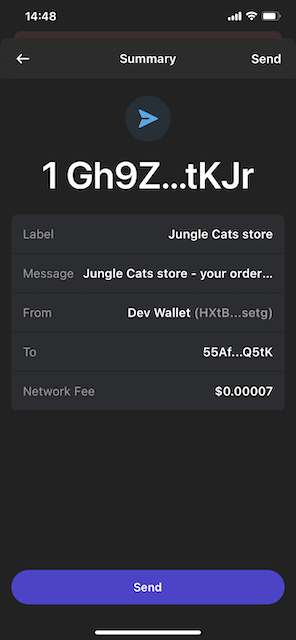 14:48
Summary
Send
1 Gh9Z...tKJr
Label Jungle Cats store
Message Jungle Cats store - your order...
From Dev Wallet (HXtB...setg)
To 55Af...Q5tK
Network Fee $0.00007
Send